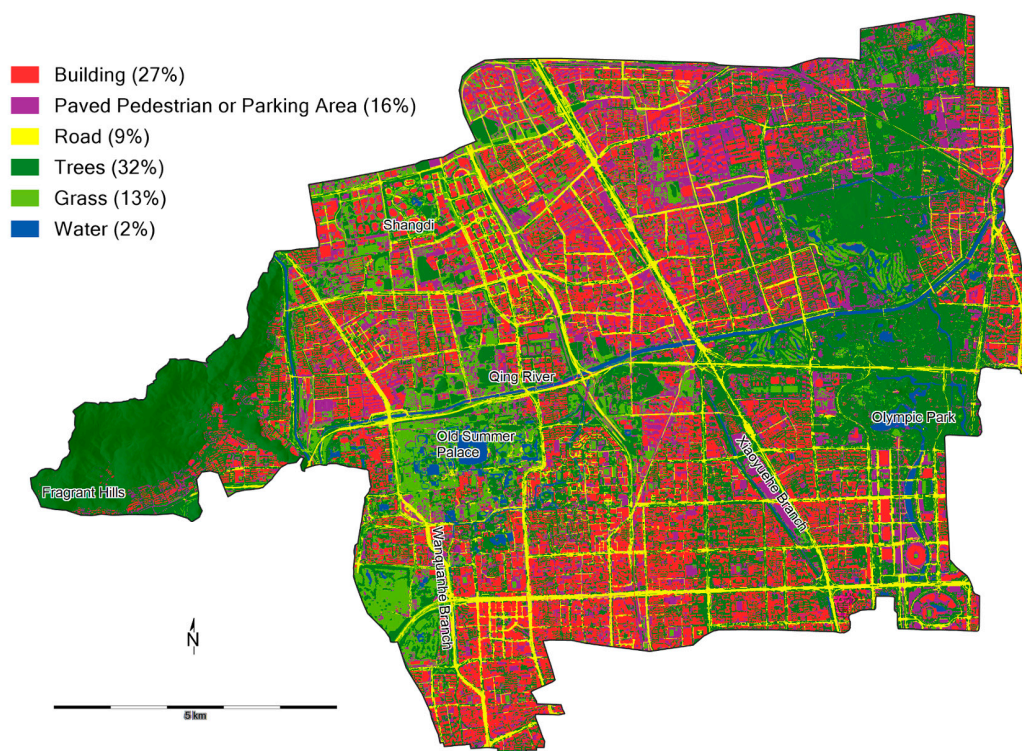 Building (27%)
Paved Pedestrian or Parking Area (16%)
Road (9%)
Trees (32%)
Grass (13%)
Water (2%)
Shangdi
Qing River
Old Summer
Palace
Olympic Park
Xiaoyuehe Branch
Fragrant Hills
Wanquanhe Branch
N
5 km